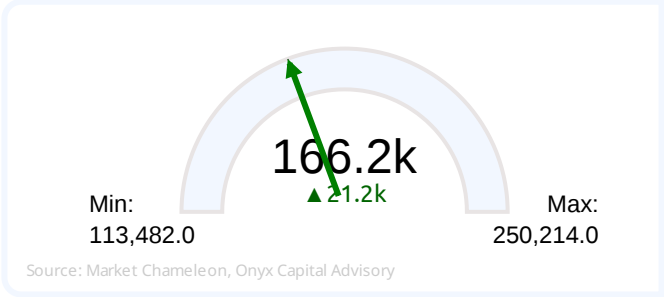 166.2k
▲21.2k
Min:
113,482.0
Max:
250,214.0
Source: Market Chameleon, Onyx Capital Advisory